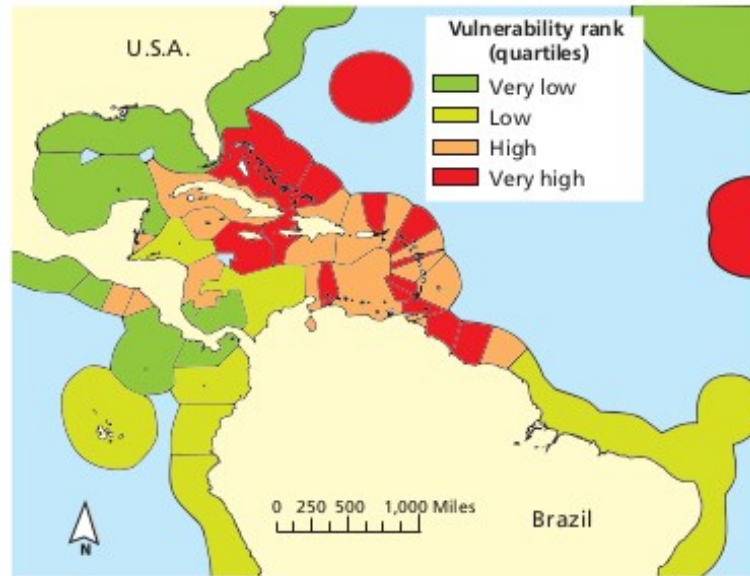 U.S.A.
Vulnerability rank
(quartiles)
Very low
Low
High
Very high
0 250 500 1,000 Miles
Brazil
N